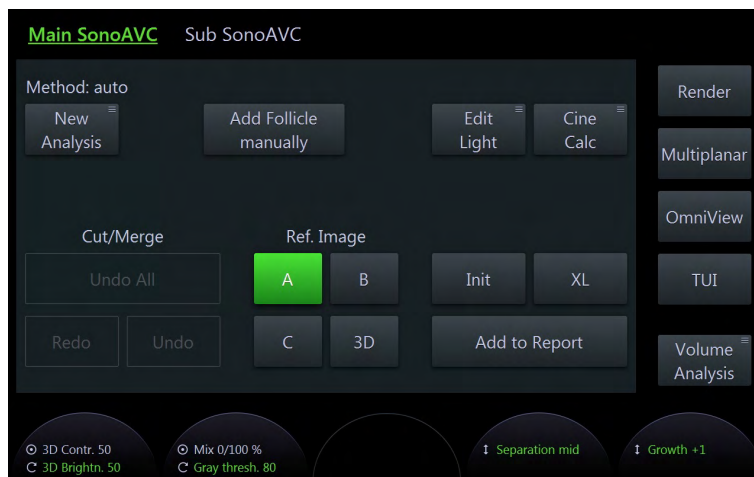 Main SonoAVC Sub SonoAVC
Method: auto
Render
New Analysis
Add Follicle manually
Edit Light
Cine Calc
Multiplanar
OmniView
Cut/Merge
Ref. Image
Undo All
A
B
Init
XL
TUI
Redo
Undo
C
3D
Add to Report
Volume Analysis
3D Contr. 50
3D Brightn. 50
Mix 0/100 %
Gray thresh. 80
Separation mid
Growth +1